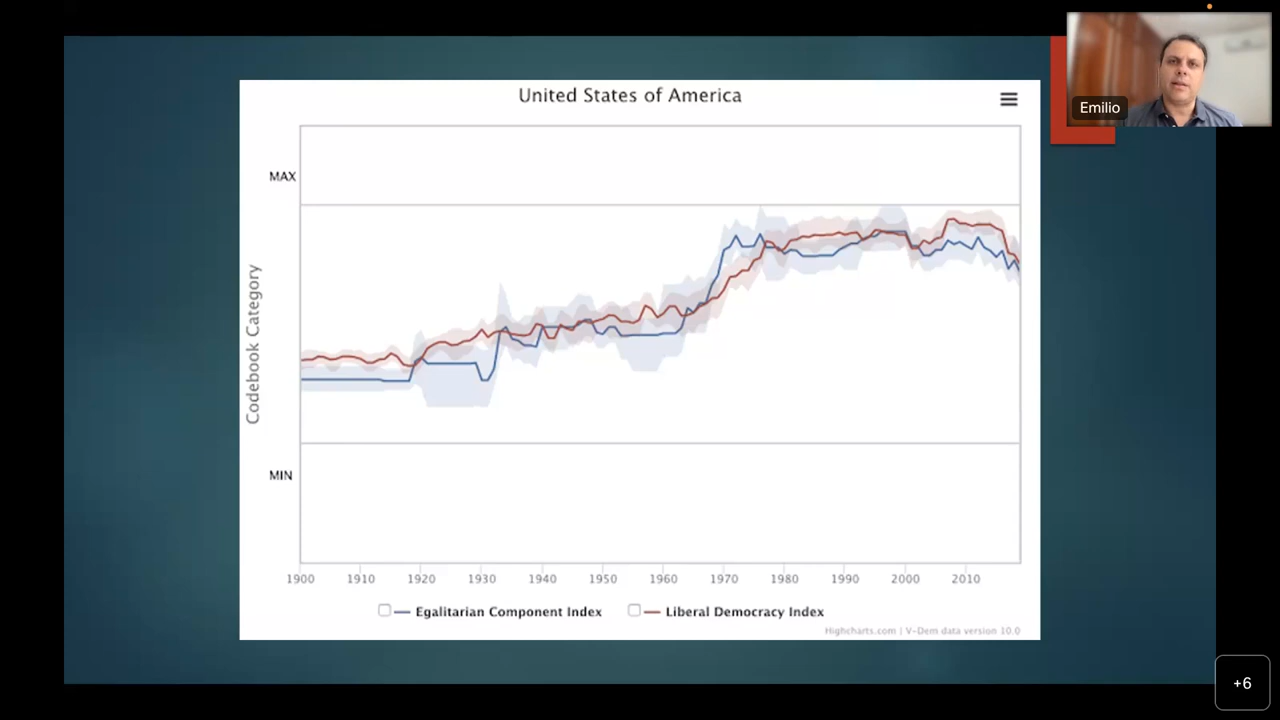 United States of America
Emilio
MAX
Codebook Category
MIN
1900 1910 1920 1930 1940 1950 1960 1970 1980 1990 2000 2010
Egalitarian Component Index Liberal Democracy Index
Highcharts.com | V-Dem data version 10.0
+6